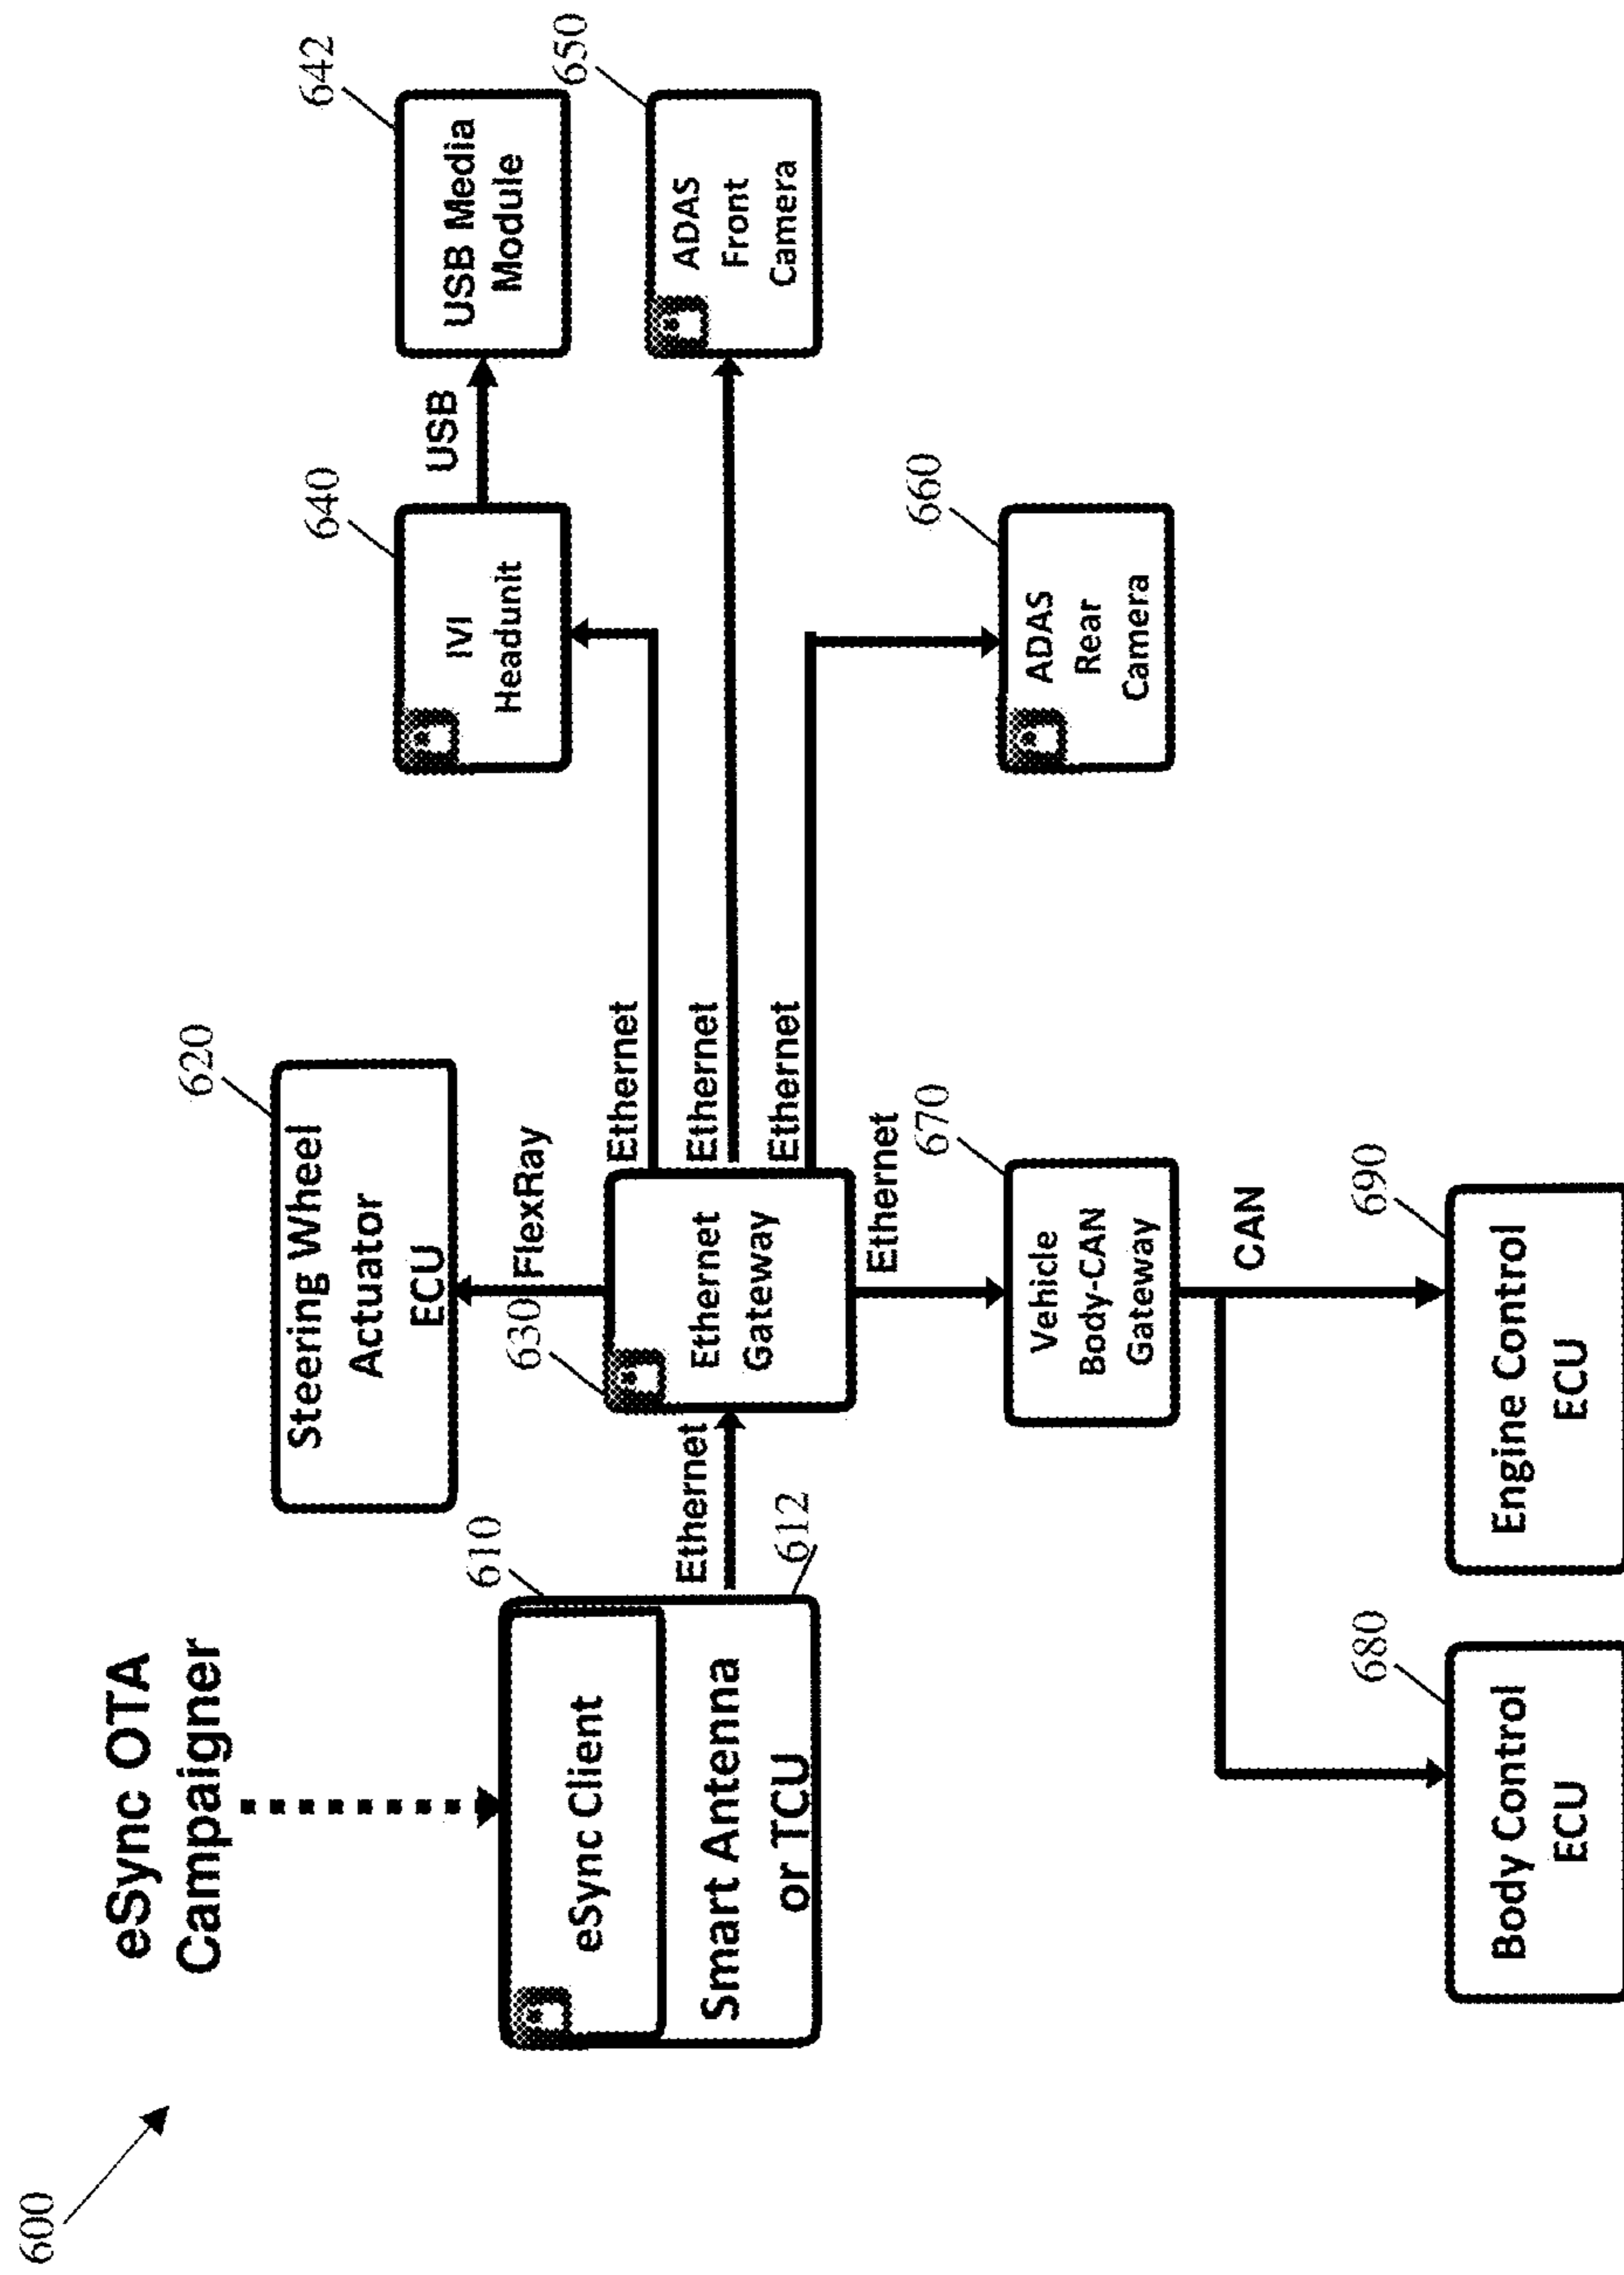 600
eSync OTA
Campaigner
610
eSync Client
Smart Antenna
or TCU
612
Ethernet
620
Steering Wheel
Actuator
ECU
FlexRay
630
Ethernet
Gateway
Ethernet
Ethernet
Ethernet
Ethernet
640
IVI
Headunit
USB
642
USB Media
Module
650
ADAS
Front
Camera
660
ADAS
Rear
Camera
670
Vehicle
Body-CAN
Gateway
CAN
680
Body Control
ECU
690
Engine Control
ECU